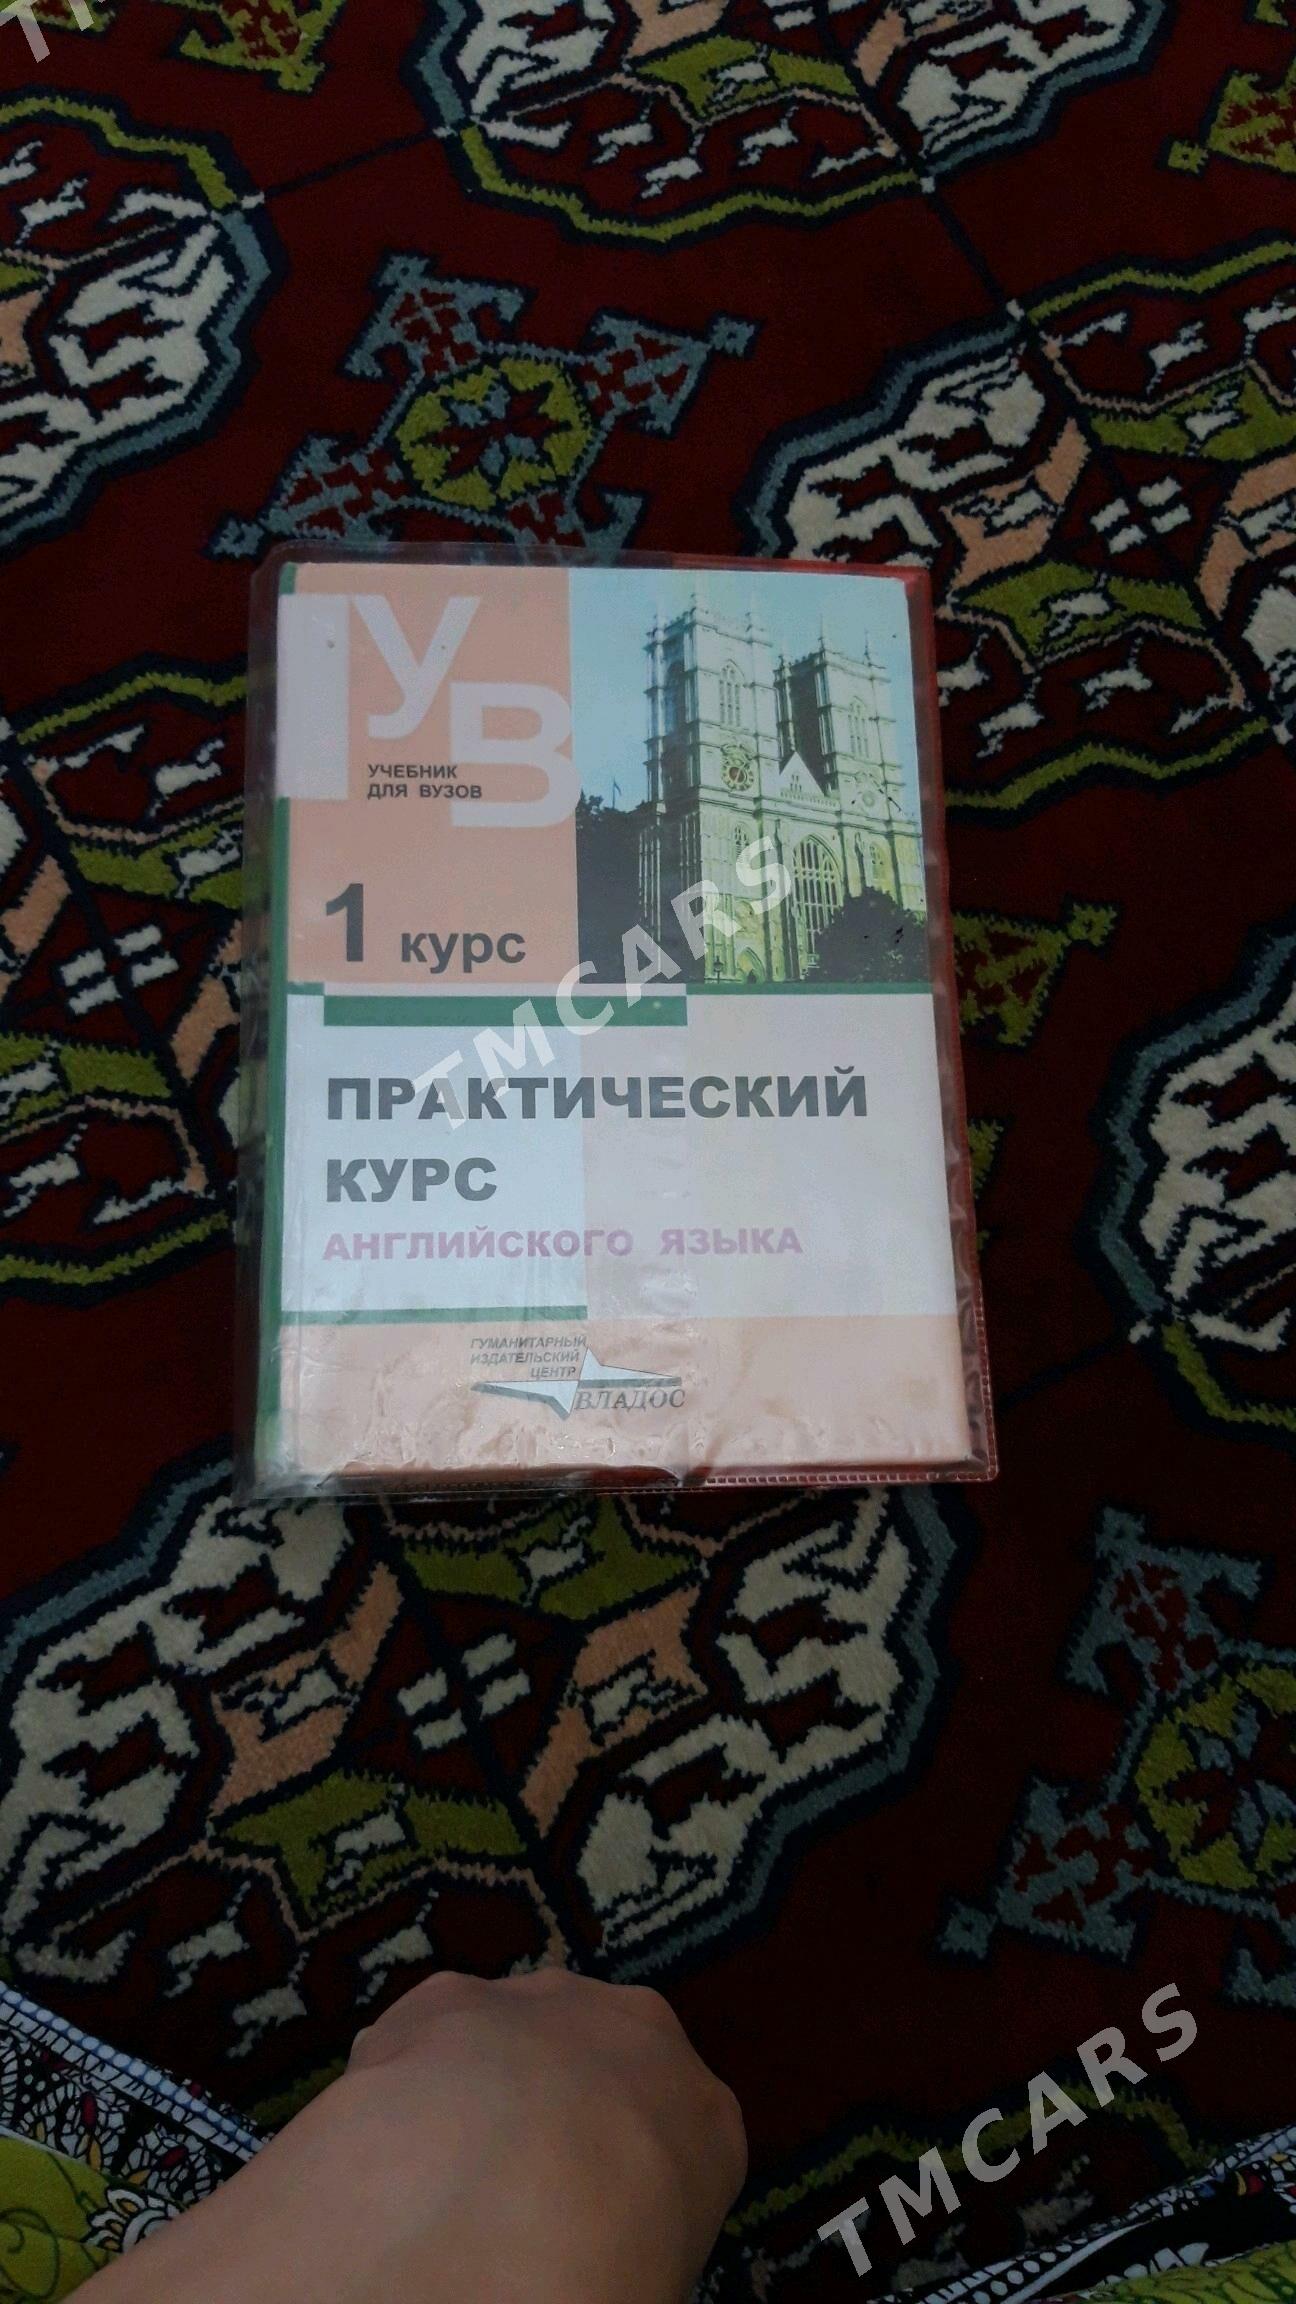 УВ
УЧЕБНИК
ДЛЯ ВУЗОВ
1 курс
ПРАКТИЧЕСКИЙ
КУРС
АНГЛИЙСКОГО ЯЗЫКА
ГУМАНИТАРНЫЙ
ИЗДАТЕЛЬСКИЙ
ЦЕНТР
ВЛАДОС
TMCARS
TMCARS